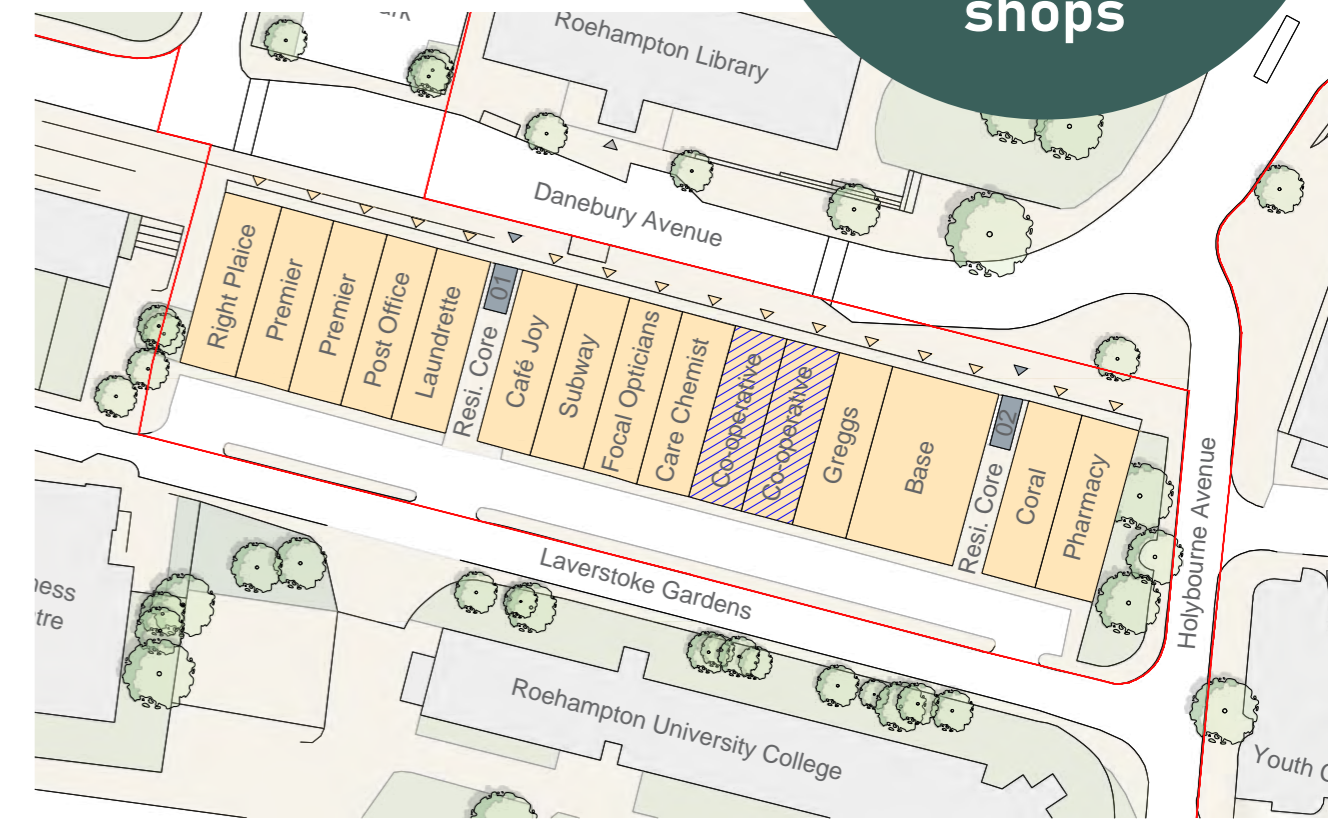 shops
Roehampton Library
Danebury Avenue
Right Plaice
Premier
Premier
Post Office
Laundrette
Resi. Core
01
Café Joy
Subway
Focal Opticians
Care Chemist
Co-operative
Co-operative
Greggs
Base
Resi. Core
02
Coral
Pharmacy
Holybourne Avenue
Laverstoke Gardens
Roehampton University College
Youth